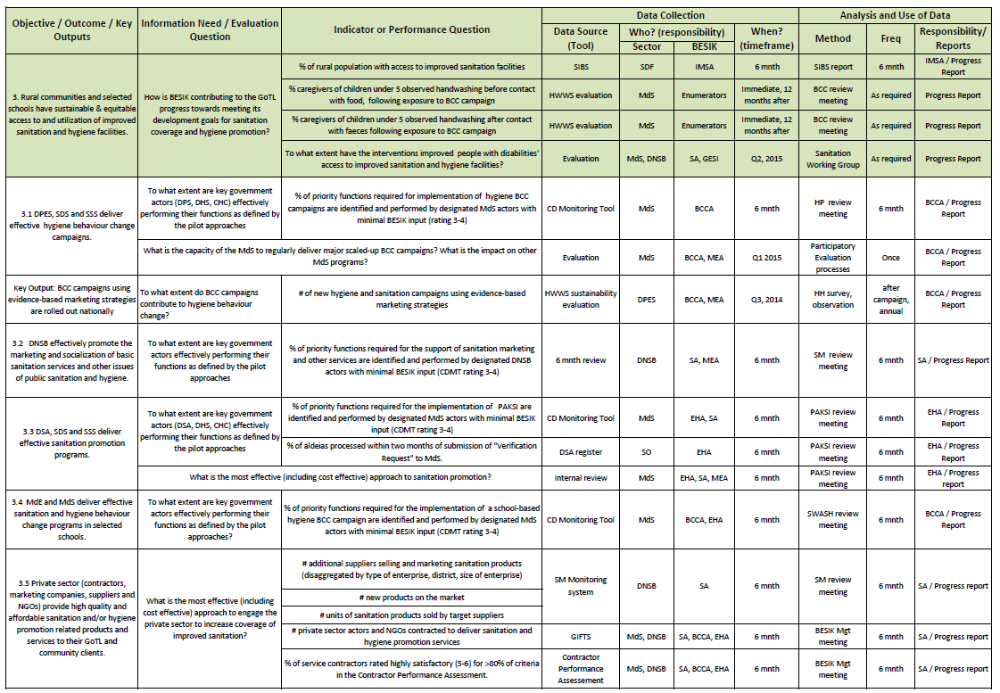 Objective / Outcome / Key
Outputs
Information Need / Evaluation
Question
Indicator or Performance Question
Data Collection
Analysis and Use of Data
Data Source
(Tool)
Who? (responsibility)
Sector
BESIK
When?
(timeframe)
Method
Freq
Responsibility/
Reports
3. Rural communities and selected
schools have sustainable & equitable
access to and utilization of improved
sanitation and hygiene facilities.
How is BESIK contributing to the GoTL
progress towards meeting its
development goals for sanitation
coverage and hygiene promotion?
% of rural population with access to improved sanitation facilities
SIBS
SDF
IMSA
6 mnth
SIBS report
6 mnth
IMSA / Progress
Report
% caregivers of children under 5 observed handwashing before contact
with food, following exposure to BCC campaign
HWWS evaluation
MdS
Enumerators
Immediate, 12
months after
BCC review
meeting
As required
Progress Report
% caregivers of children under 5 observed handwashing after contact
with faeces following exposure to BCC campaign
HWWS evaluation
MdS
Enumerators
Immediate, 12
months after
BCC review
meeting
As required
Progress Report
To what extent have the interventions improved people with disabilities'
access to improved sanitation and hygiene facilities?
Evaluation
MdS, DNSB
SA, GESI
Q2, 2015
Sanitation
Working Group
As required
Progress Report
3.1 DPES, SDS and SSS deliver
effective hygiene behaviour change
campaigns.
To what extent are key government
actors (DPS, DHS, CHC) effectively
performing their functions as defined by
the pilot approaches
% of priority functions required for implementation of hygiene BCC
campaigns are identified and performed by designated MdS actors with
minimal BESIK input (rating 3-4)
CD Monitoring Tool
MdS
BCCA
6 mnth
HP review
meeting
6 mnth
BCCA / Progress
Report
What is the capacity of the MdS to regularly deliver major scaled-up BCC campaigns? What is the impact on other
MdS programs?
Evaluation
MdS
BCCA, MEA
Q1 2015
Participatory
Evaluation
processes
Once
BCCA / Progress
Report
Key Output: BCC campaigns using
evidence-based marketing strategies
are rolled out nationally
To what extent do BCC campaigns
contribute to hygiene behaviour
change?
# of new hygiene and sanitation campaigns using evidence-based
marketing strategies
HWWS sustainability
evaluation
DPES
BCCA, MEA
Q3, 2014
HH survey,
observation
after
campaign,
annual
BCCA / Progress
Report
3.2 DNSB effectively promote the
marketing and socialization of basic
sanitation services and other issues
of public sanitation and hygiene.
To what extent are key government
actors effectively performing their
functions as defined by the pilot
approaches
% of priority functions required for the support of sanitation marketing
and other services are identified and performed by designated DNSB
actors with minimal BESIK input (CDMT rating 3-4)
6 mnth review
DNSB
SA, MEA
6 mnth
SM review
meeting
6 mnth
SA / Progress Report
3.3 DSA, SDS and SSS deliver
effective sanitation promotion
programs.
To what extent are key government
actors (DSA, DHS, CHC) effectively
performing their functions as defined by
the pilot approaches
% of priority functions required for the implementation of PAKSI are
identified and performed by designated MdS actors with minimal BESIK
input (CDMT rating 3-4)
CD Monitoring Tool
MdS
EHA, SA
6 mnth
PAKSI review
meeting
6 mnth
EHA / Progress
Report
% of aldeias processed within two months of submission of "Verification
Request" to MdS.
DSA register
SO
EHA
6 mnth
PAKSI review
meeting
6 mnth
EHA / Progress
Report
What is the most effective (including cost effective) approach to sanitation promotion?
Internal review
MdS
EHA, SA, MEA
6 mnth
PAKSI review
meeting
6 mnth
EHA / Progress
report
3.4 MdE and MdS deliver effective
sanitation and hygiene behaviour
change programs in selected
schools.
To what extent are key government
actors effectively performing their
functions as defined by the pilot
approaches?
% of priority functions required for the implementation of a school-based
hygiene BCC campaign are identified and performed by designated MdS
actors with minimal BESIK input (CDMT rating 3-4)
CD Monitoring Tool
MdS
BCCA, EHA
6 mnth
SWASH review
meeting
6 mnth
BCCA / Progress
Report
3.5 Private sector (contractors,
marketing companies, suppliers and
NGOs) provide high quality and
affordable sanitation and/or hygiene
promotion related products and
services to their GoTL and
community clients.
What is the most effective (including
cost effective) approach to engage the
private sector to increase coverage of
improved sanitation?
# additional suppliers selling and marketing sanitation products
(disaggregated by type of enterprise, district, size of enterprise)
# new products on the market
# units of sanitation products sold by target suppliers
SM Monitoring
system
DNSB
SA
6 mnth
SM review
meeting
6 mnth
SA / Progress report
# private sector actors and NGOs contracted to deliver sanitation and
hygiene promotion services
GIFTS
MdS, DNSB
SA, BCCA, EHA
6 mnth
BESIK Mgt
meeting
6 mnth
SA / Progress report
% of service contractors rated highly satisfactory (5-6) for >80% of criteria
in the Contractor Performance Assessment.
Contractor
Performance
Assessement
MdS, DNSB
SA, BCCA, EHA
6 mnth
BESIK Mgt
meeting
6 mnth
SA / Progress report